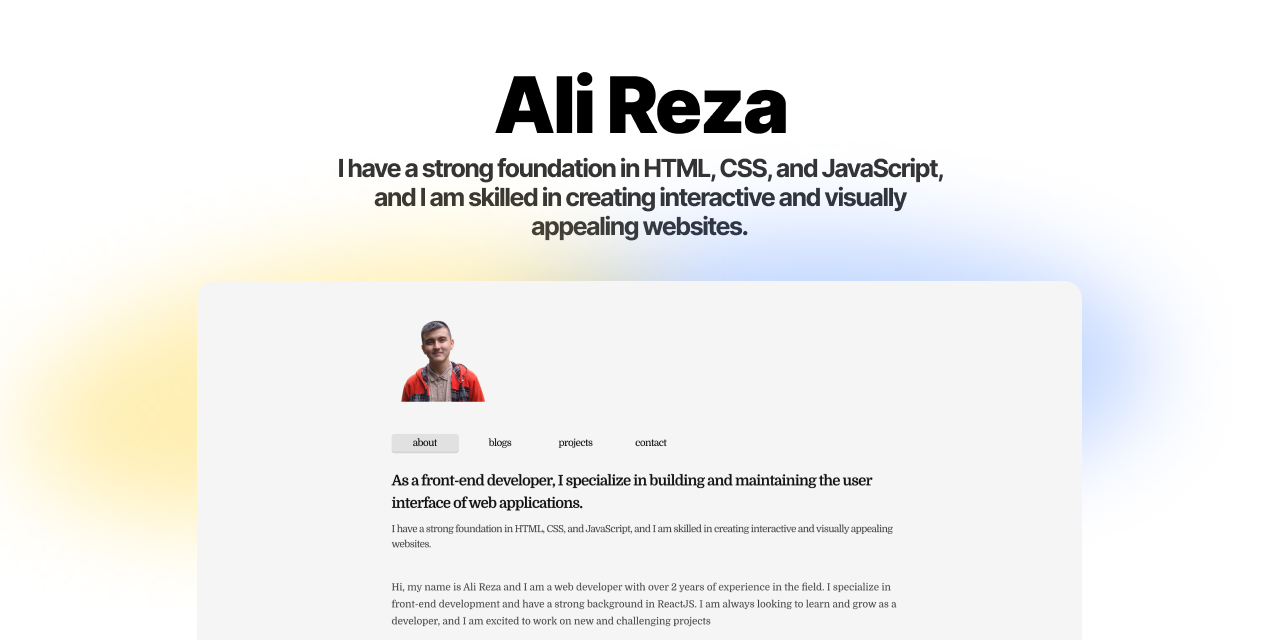 Ali Reza
I have a strong foundation in HTML, CSS, and JavaScript,
and I am skilled in creating interactive and visually
appealing websites.
about blogs projects contact
As a front-end developer, I specialize in building and maintaining the user
interface of web applications.
I have a strong foundation in HTML, CSS, and JavaScript, and I am skilled in creating interactive and visually appealing
websites.
Hi, my name is Ali Reza and I am a web developer with over 2 years of experience in the field. I specialize in
front-end development and have a strong background in ReactJS. I am always looking to learn and grow as a
developer, and I am excited to work on new and challenging projects